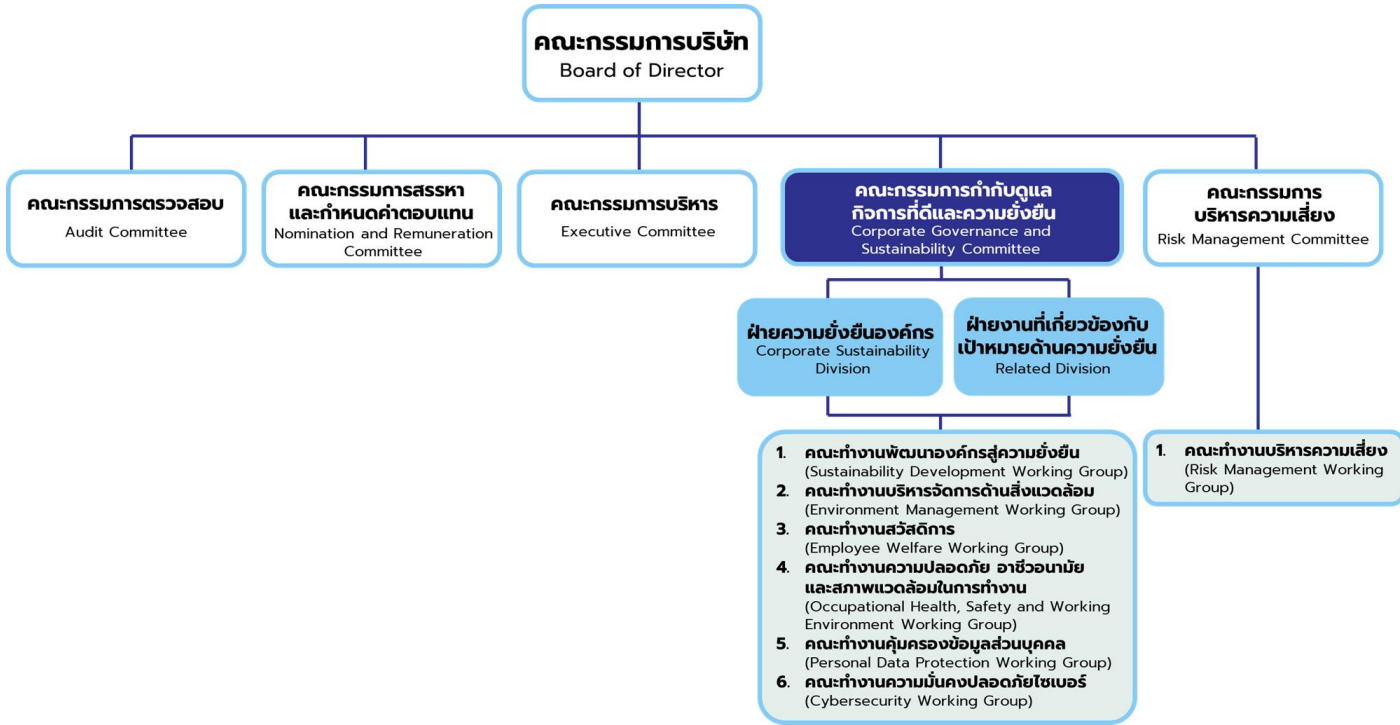 คณะกรรมการบริษัท
Board of Director
คณะกรรมการตรวจสอบ
Audit Committee
คณะกรรมการสรรหา
และกำหนดค่าตอบแทน
Nomination and Remuneration
Committee
คณะกรรมการบริหาร
Executive Committee
คณะกรรมการกำกับดูแล
กิจการที่ดีและความยั่งยืน
Corporate Governance and
Sustainability Committee
คณะกรรมการ
บริหารความเสี่ยง
Risk Management Committee
ฝ่ายความยั่งยืนองค์กร
Corporate Sustainability
Division
ฝ่ายงานที่เกี่ยวข้องกับ
เป้าหมายด้านความยั่งยืน
Related Division
1. คณะทำงานพัฒนาองค์กรสู่ความยั่งยืน
(Sustainability Development Working Group)
2. คณะทำงานบริหารจัดการด้านสิ่งแวดล้อม
(Environment Management Working Group)
3. คณะทำงานสวัสดิการ
(Employee Welfare Working Group)
4. คณะทำงานความปลอดภัย อาชีวอนามัย
และสภาพแวดล้อมในการทำงาน
(Occupational Health, Safety and Working
Environment Working Group)
5. คณะทำงานคุ้มครองข้อมูลส่วนบุคคล
(Personal Data Protection Working Group)
6. คณะทำงานความมั่นคงปลอดภัยไซเบอร์
(Cybersecurity Working Group)
1. คณะทำงานบริหารความเสี่ยง
(Risk Management Working
Group)